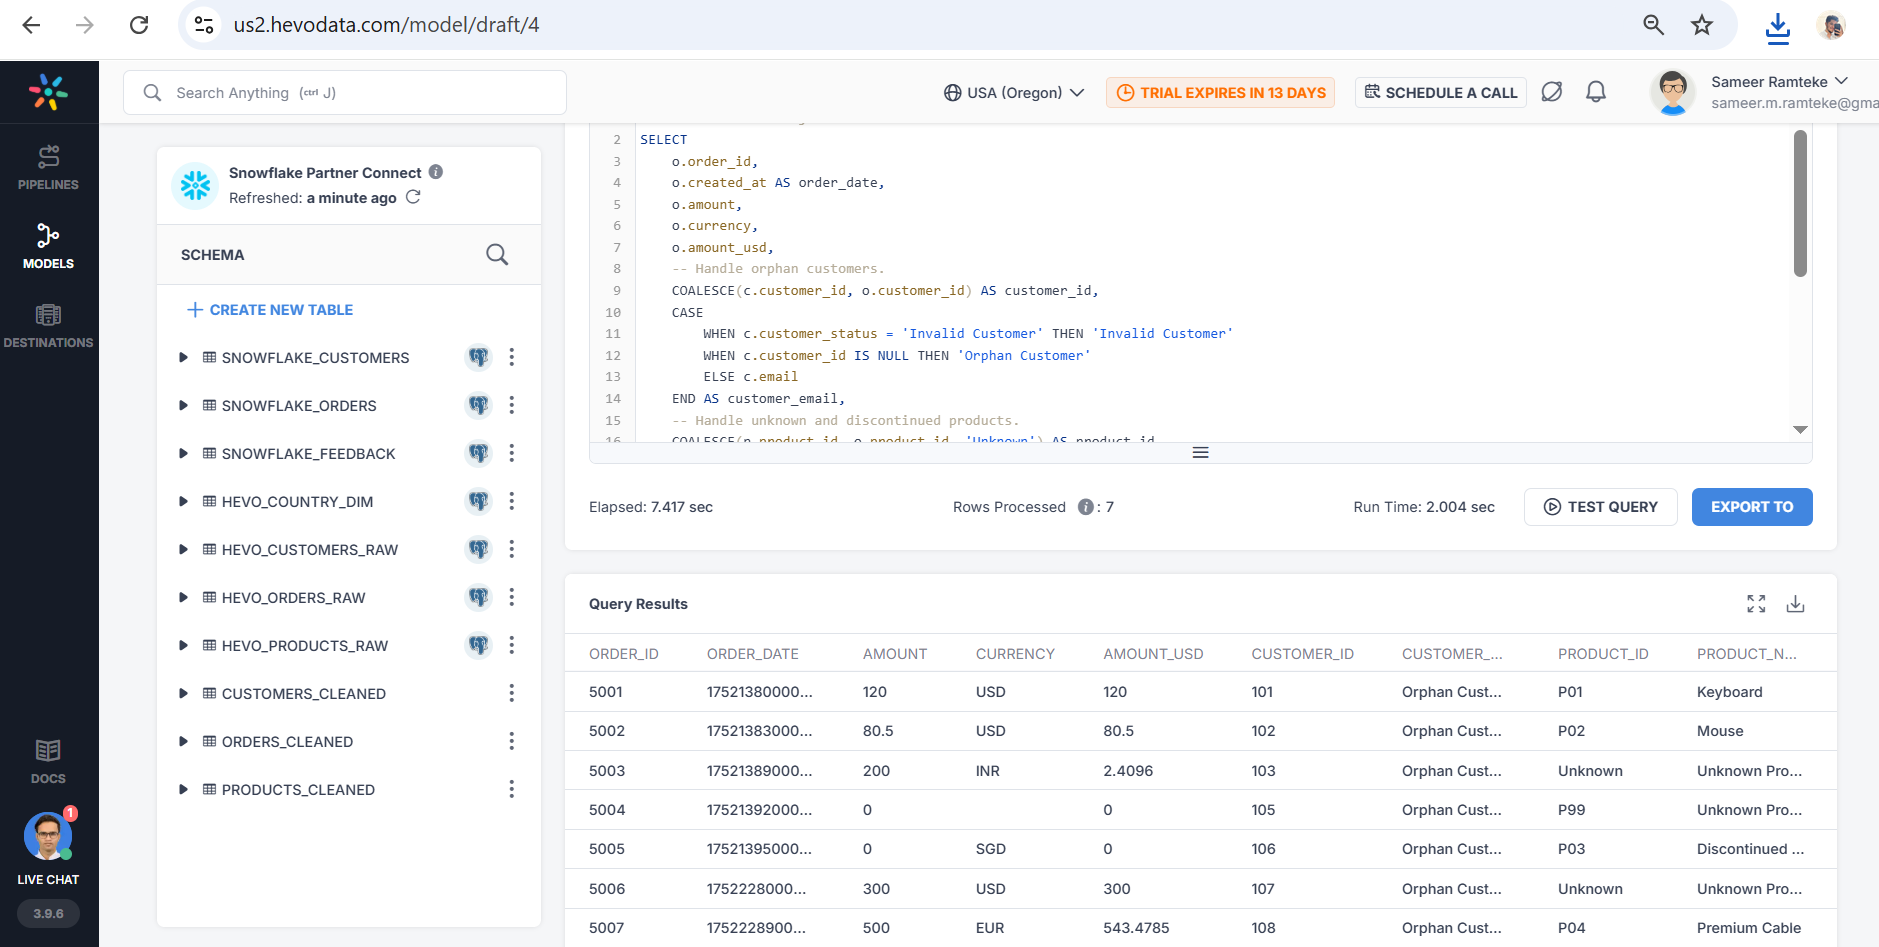 us2.hevodata.com/model/draft/4
Search Anything (ctrl J)
USA (Oregon)
TRIAL EXPIRES IN 13 DAYS
SCHEDULE A CALL
Sameer Ramteke
sameer.m.ramteke@gma
PIPELINES
MODELS
DESTINATIONS
DOCS
1
LIVE CHAT
3.9.6
Snowflake Partner Connect
Refreshed: a minute ago
SCHEMA
CREATE NEW TABLE
SNOWFLAKE_CUSTOMERS
SNOWFLAKE_ORDERS
SNOWFLAKE_FEEDBACK
HEVO_COUNTRY_DIM
HEVO_CUSTOMERS_RAW
HEVO_ORDERS_RAW
HEVO_PRODUCTS_RAW
CUSTOMERS_CLEANED
ORDERS_CLEANED
PRODUCTS_CLEANED
2 SELECT
3 o.order_id,
4 o.created_at AS order_date,
5 o.amount,
6 o.currency,
7 o.amount_usd,
8 -- Handle orphan customers.
9 COALESCE(c.customer_id, o.customer_id) AS customer_id,
10 CASE
11 WHEN c.customer_status = 'Invalid Customer' THEN 'Invalid Customer'
12 WHEN c.customer_id IS NULL THEN 'Orphan Customer'
13 ELSE c.email
14 END AS customer_email,
15 -- Handle unknown and discontinued products.
16 COALESCE(p.product_id, o.product_id, 'Unknown') AS product_id
Elapsed: 7.417 sec
Rows Processed : 7
Run Time: 2.004 sec
TEST QUERY
EXPORT TO
Query Results
ORDER_ID ORDER_DATE AMOUNT CURRENCY AMOUNT_USD CUSTOMER_ID CUSTOMER_... PRODUCT_ID PRODUCT_N...
5001 17521380000... 120 USD 120 101 Orphan Cust... P01 Keyboard
5002 17521383000... 80.5 USD 80.5 102 Orphan Cust... P02 Mouse
5003 17521389000... 200 INR 2.4096 103 Orphan Cust... Unknown Unknown Pro...
5004 17521392000... 0 0 105 Orphan Cust... P99 Unknown Pro...
5005 17521395000... 0 SGD 0 106 Orphan Cust... P03 Discontinued ...
5006 1752228000... 300 USD 300 107 Orphan Cust... Unknown Unknown Pro...
5007 1752228900... 500 EUR 543.4785 108 Orphan Cust... P04 Premium Cable